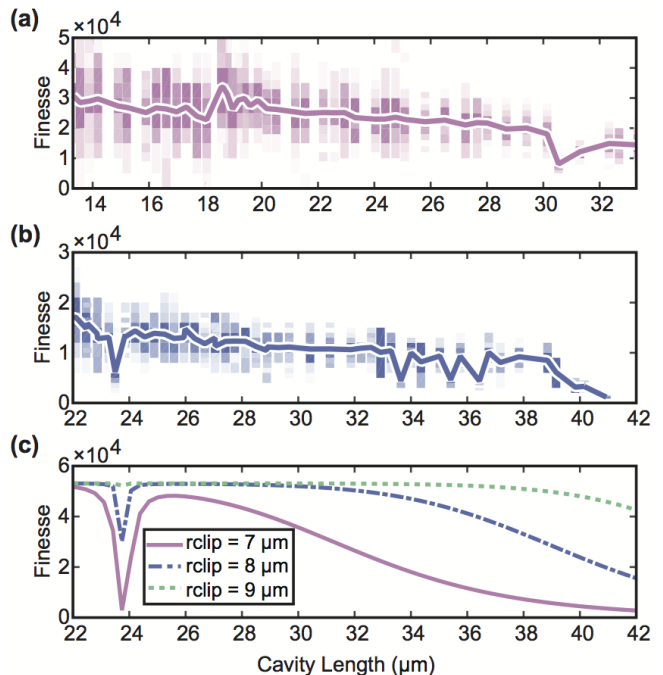 (a)
×10⁴
5
4
3
2
1
0
Finesse
14 16 18 20 22 24 26 28 30 32
(b)
×10⁴
3
2
1
0
Finesse
22 24 26 28 30 32 34 36 38 40 42
(c)
×10⁴
6
4
2
0
Finesse
rclip = 7 µm
rclip = 8 µm
rclip = 9 µm
22 24 26 28 30 32 34 36 38 40 42
Cavity Length (µm)